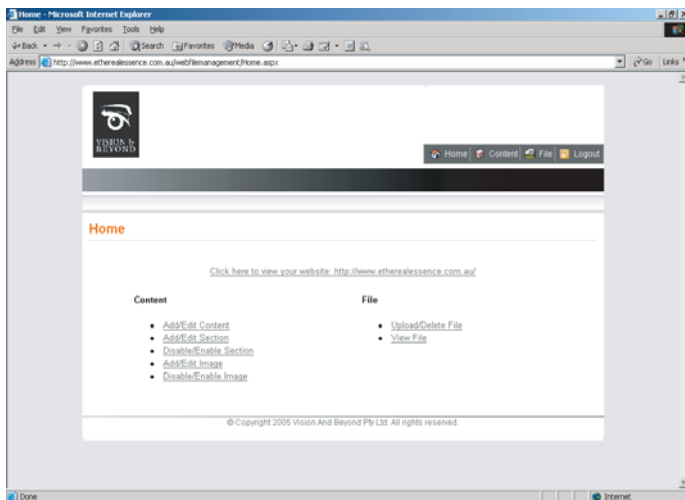 Home - Microsoft Internet Explorer
File Edit View Favorites Tools Help
Back Search Favorites Media
Address http://www.etherealessence.com.au/webfilemanagement/Home.aspx Go Links
VISION &
BEYOND
Home Content File Logout
Home
Click here to view your website: http://www.etherealessence.com.au/
Content File
Add/Edit Content Upload/Delete File
Add/Edit Section View File
Disable/Enable Section
Add/Edit Image
Disable/Enable Image
© Copyright 2005 Vision And Beyond Pty Ltd. All rights reserved.
Done Internet